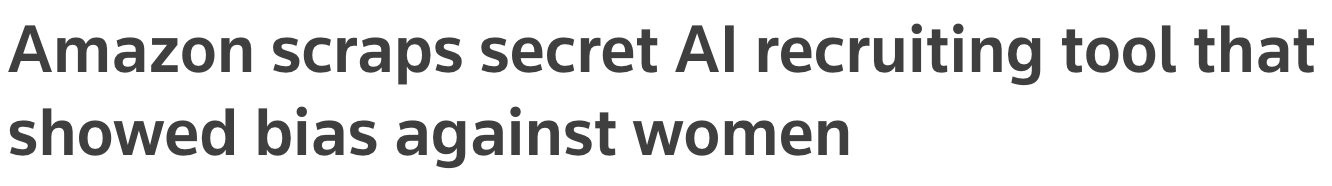 Amazon scraps secret AI recruiting tool that
showed bias against women